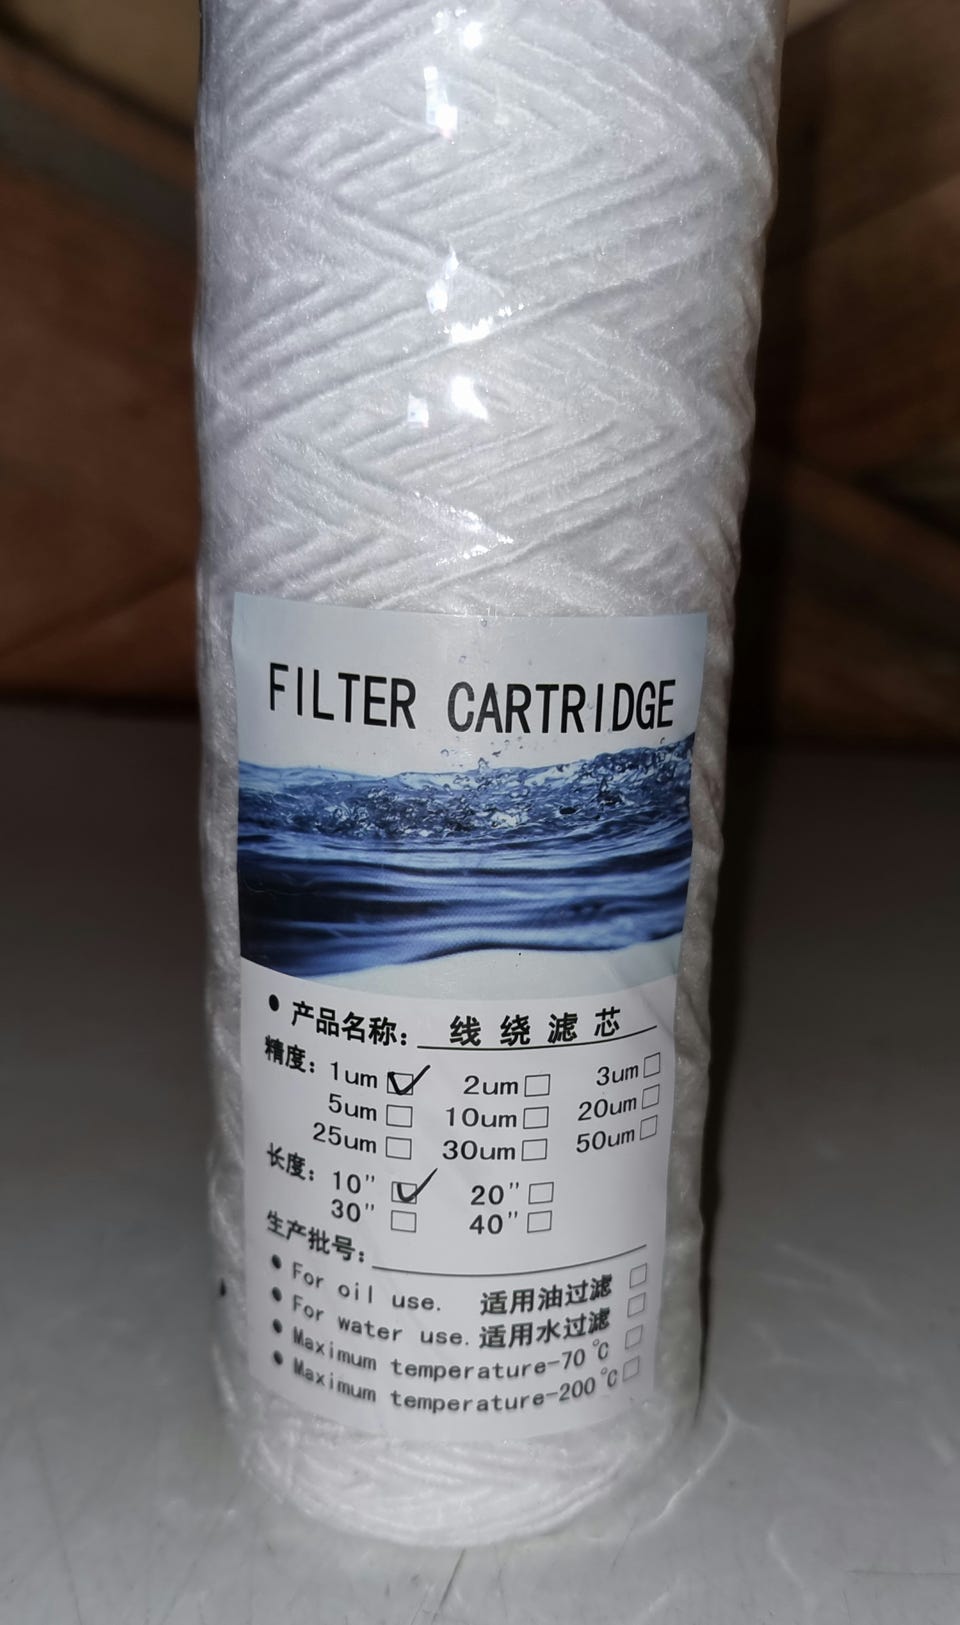 FILTER CARTRIDGE
● 产品名称: 线绕滤芯
精度: 1um ☑ 2um □ 3um □
5um □ 10um □ 20um □
25um □ 30um □ 50um □
长度: 10" ☑ 20" □
30" □ 40" □
生产批号:
● For oil use. 适用油过滤 □
● For water use. 适用水过滤 □
● Maximum temperature-70℃ □
● Maximum temperature-200℃ □